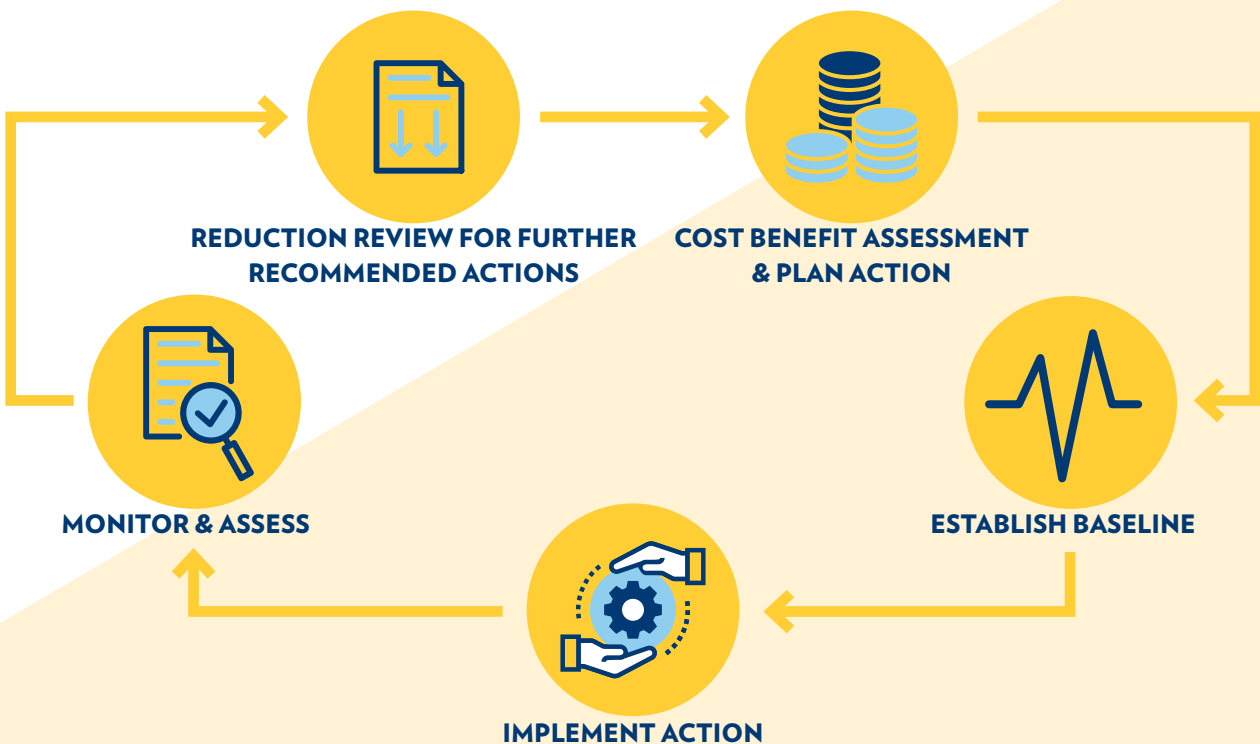 REDUCTION REVIEW FOR FURTHER
RECOMMENDED ACTIONS
COST BENEFIT ASSESSMENT
& PLAN ACTION
MONITOR & ASSESS
ESTABLISH BASELINE
IMPLEMENT ACTION